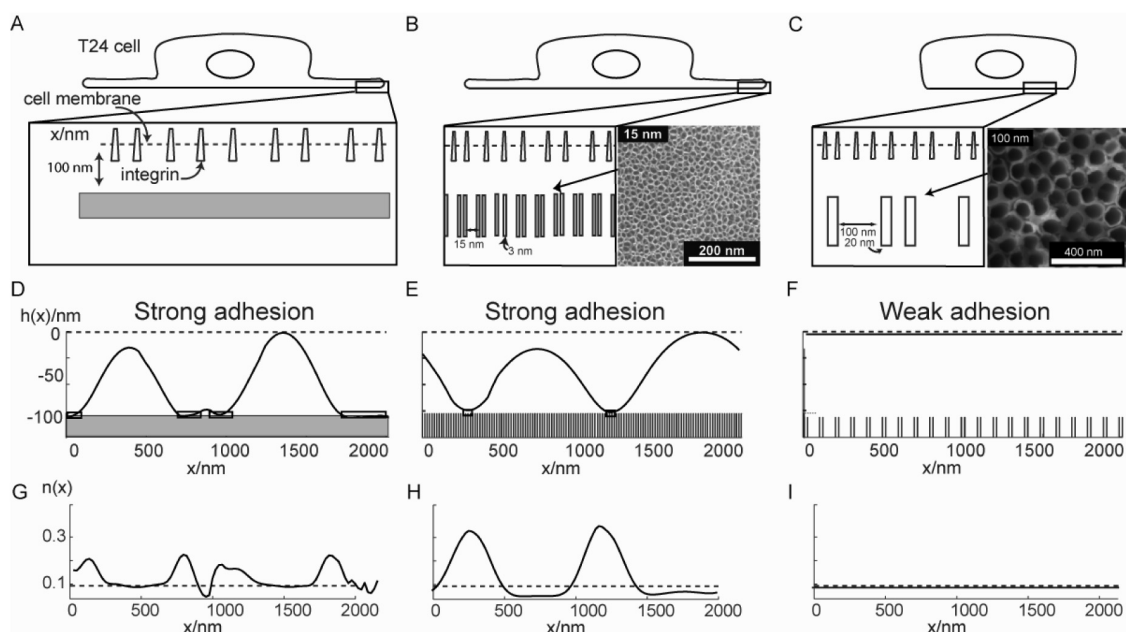 A
T24 cell
cell membrane
x/nm
100 nm
integrin
B
15 nm
15 nm
3 nm
200 nm
C
100 nm
100 nm
20 nm
400 nm
D
Strong adhesion
h(x)/nm
0
-50
-100
0 500 1000 1500 2000
x/nm
E
Strong adhesion
0 500 1000 1500 2000
x/nm
F
Weak adhesion
0 500 1000 1500 2000
x/nm
G
n(x)
0.3
0.1
0 500 1000 1500 2000
x/nm
H
0 500 1000 1500 2000
x/nm
I
0 500 1000 1500 2000
x/nm